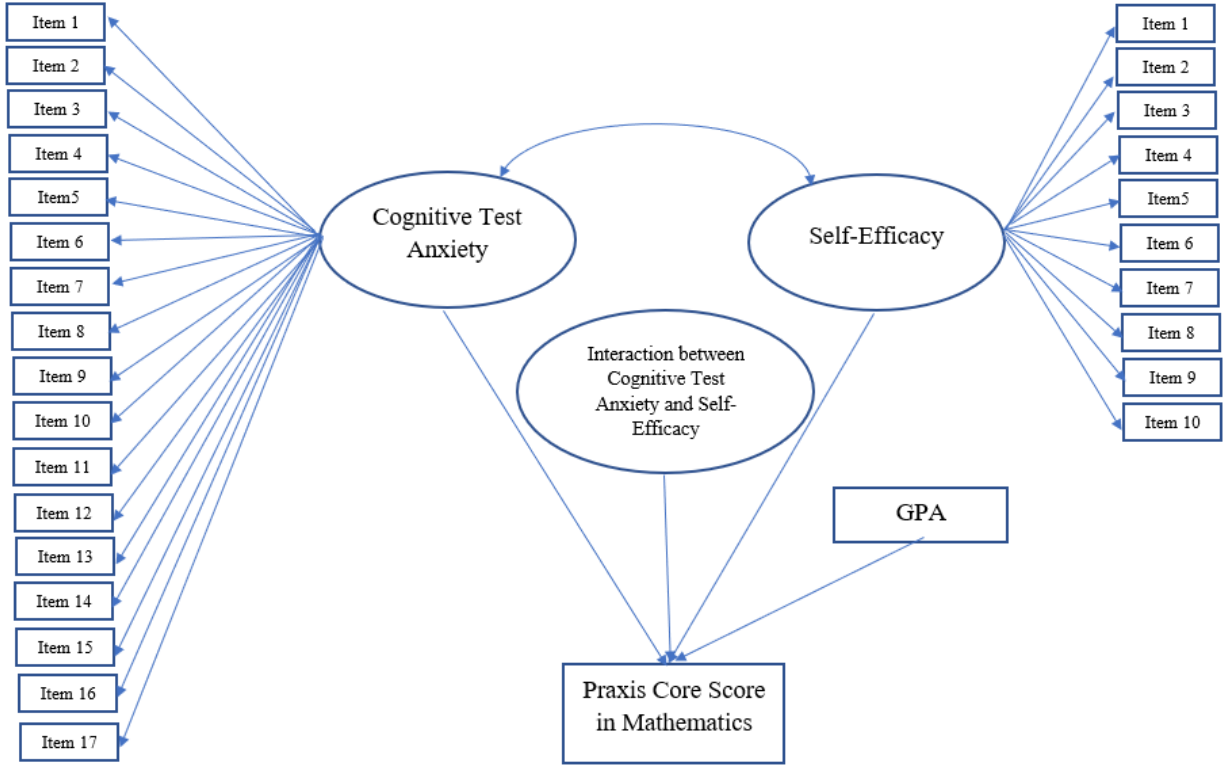 Item 1
Item 2
Item 3
Item 4
Item5
Item 6
Item 7
Item 8
Item 9
Item 10
Item 11
Item 12
Item 13
Item 14
Item 15
Item 16
Item 17
Cognitive Test
Anxiety
Self-Efficacy
Interaction between
Cognitive Test
Anxiety and Self-
Efficacy
GPA
Praxis Core Score
in Mathematics
Item 1
Item 2
Item 3
Item 4
Item5
Item 6
Item 7
Item 8
Item 9
Item 10